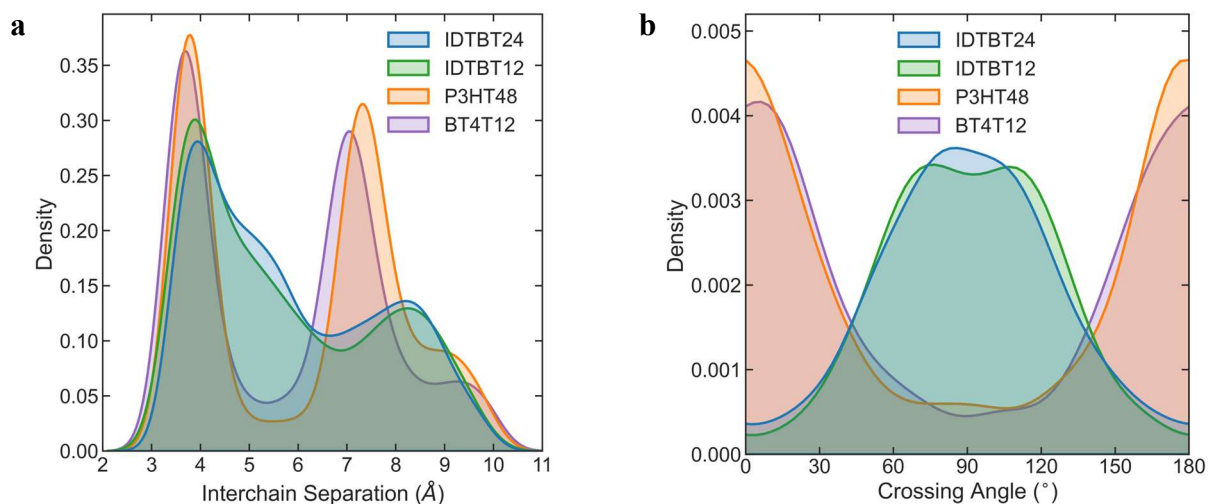 a
0.35
0.30
0.25
0.20
0.15
0.10
0.05
0.00
Density
2 3 4 5 6 7 8 9 10 11
Interchain Separation (Å)
IDTBT24
IDTBT12
P3HT48
BT4T12
b
0.005
0.004
0.003
0.002
0.001
0.000
Density
0 30 60 90 120 150 180
Crossing Angle (°)
IDTBT24
IDTBT12
P3HT48
BT4T12